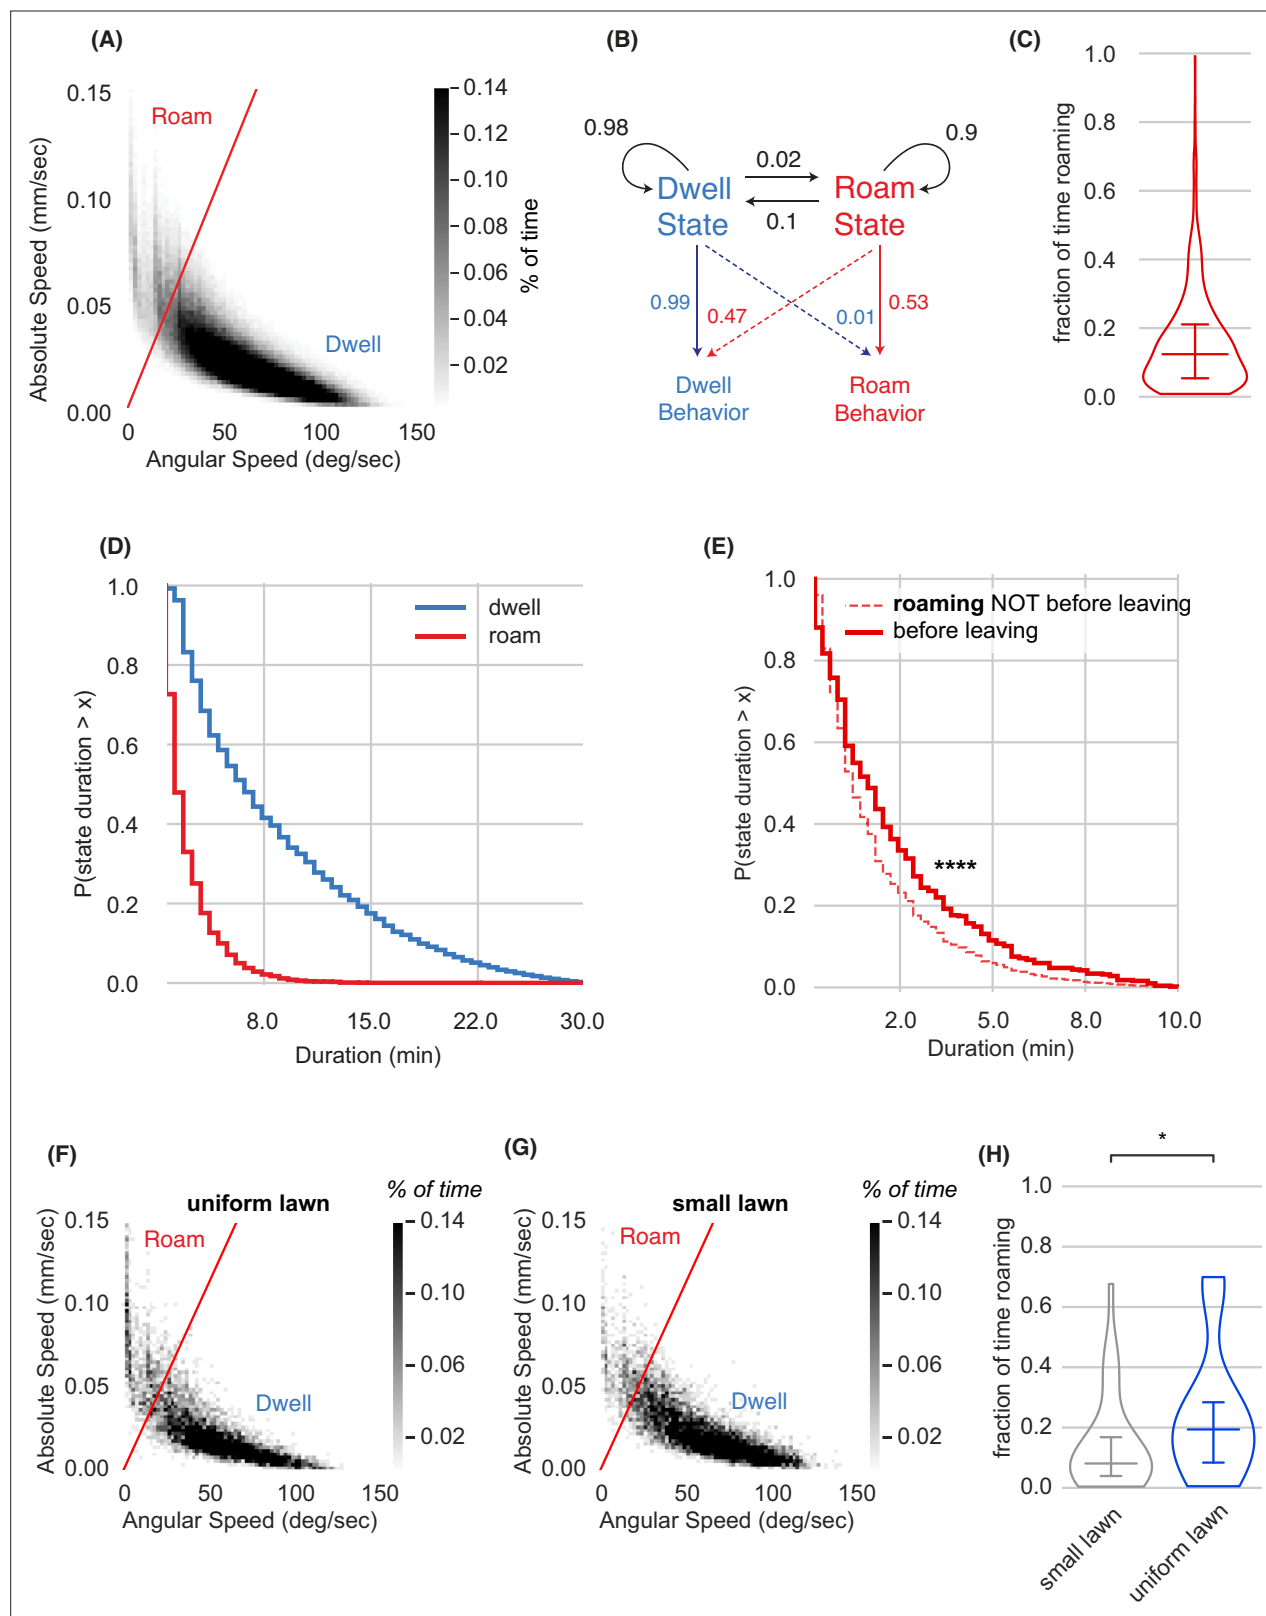 (A)
Absolute Speed (mm/sec)
0.15
0.10
0.05
0.00
Roam
Dwell
0
50
100
150
Angular Speed (deg/sec)
0.14
0.12
0.10
0.08
0.06
0.04
0.02
% of time
(B)
0.98
0.02
0.9
Dwell
State
Roam
State
0.1
0.99
0.47
0.01
0.53
Dwell
Behavior
Roam
Behavior
(C)
fraction of time roaming
1.0
0.8
0.6
0.4
0.2
0.0
(D)
P(state duration > x)
1.0
0.8
0.6
0.4
0.2
0.0
dwell
roam
8.0
15.0
22.0
30.0
Duration (min)
(E)
P(state duration > x)
1.0
0.8
0.6
0.4
0.2
0.0
roaming NOT before leaving
before leaving
****
2.0
5.0
8.0
10.0
Duration (min)
(F)
uniform lawn
% of time
Absolute Speed (mm/sec)
0.15
0.10
0.05
0.00
Roam
Dwell
0
50
100
150
Angular Speed (deg/sec)
0.14
0.10
0.06
0.02
(G)
small lawn
% of time
Absolute Speed (mm/sec)
0.15
0.10
0.05
0.00
Roam
Dwell
0
50
100
150
Angular Speed (deg/sec)
0.14
0.10
0.06
0.02
(H)
*
fraction of time roaming
1.0
0.8
0.6
0.4
0.2
0.0
small lawn
uniform lawn